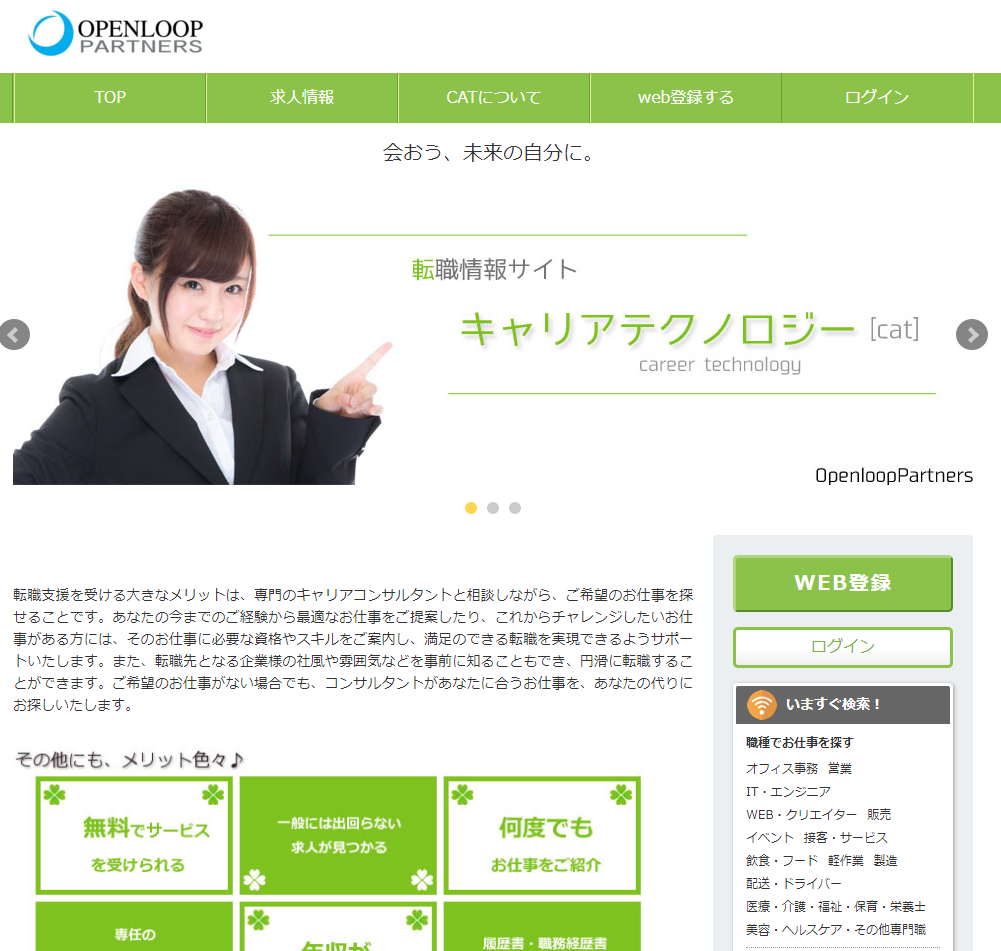 OPENLOOP
PARTNERS
TOP
求人情報
CATについて
web登録する
ログイン
会おう、未来の自分に。
転職情報サイト
キャリアテクノロジー [cat]
career technology
OpenloopPartners
転職支援を受ける大きなメリットは、専門のキャリアコンサルタントと相談しながら、ご希望のお仕事を探
せることです。あなたの今までのご経験から最適なお仕事をご提案したり、これからチャレンジしたいお仕
事がある方には、そのお仕事に必要な資格やスキルをご案内し、満足のできる転職を実現できるようサポー
トいたします。また、転職先となる企業様の社風や雰囲気などを事前に知ることもでき、円滑に転職するこ
とができます。ご希望のお仕事がない場合でも、コンサルタントがあなたに合うお仕事を、あなたの代りに
お探しいたします。
その他にも、メリット色々♪
無料でサービス
を受けられる
一般には出回らない
求人が見つかる
何度でも
お仕事をご紹介
専任の
年収が
履歴書・職務経歴書
WEB登録
ログイン
いますぐ検索！
職種でお仕事を探す
オフィス事務 営業
IT・エンジニア
WEB・クリエイター 販売
イベント 接客・サービス
飲食・フード 軽作業 製造
配送・ドライバー
医療・介護・福祉・保育・栄養士
美容・ヘルスケア・その他専門職